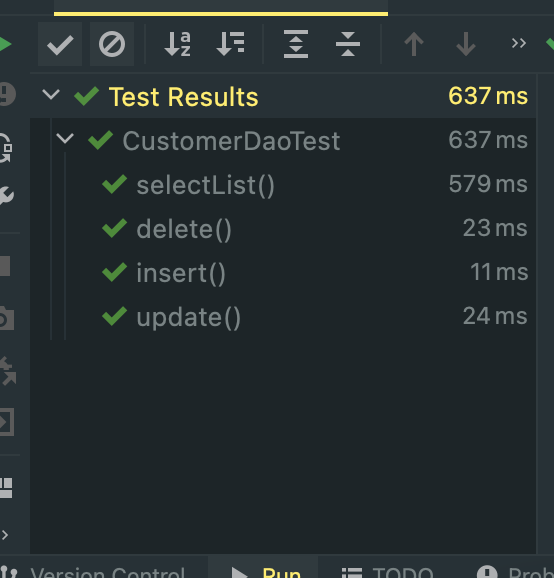 Test Results 637 ms
CustomerDaoTest 637 ms
selectList() 579 ms
delete() 23 ms
insert() 11 ms
update() 24 ms
Version Control Run TODO Prob